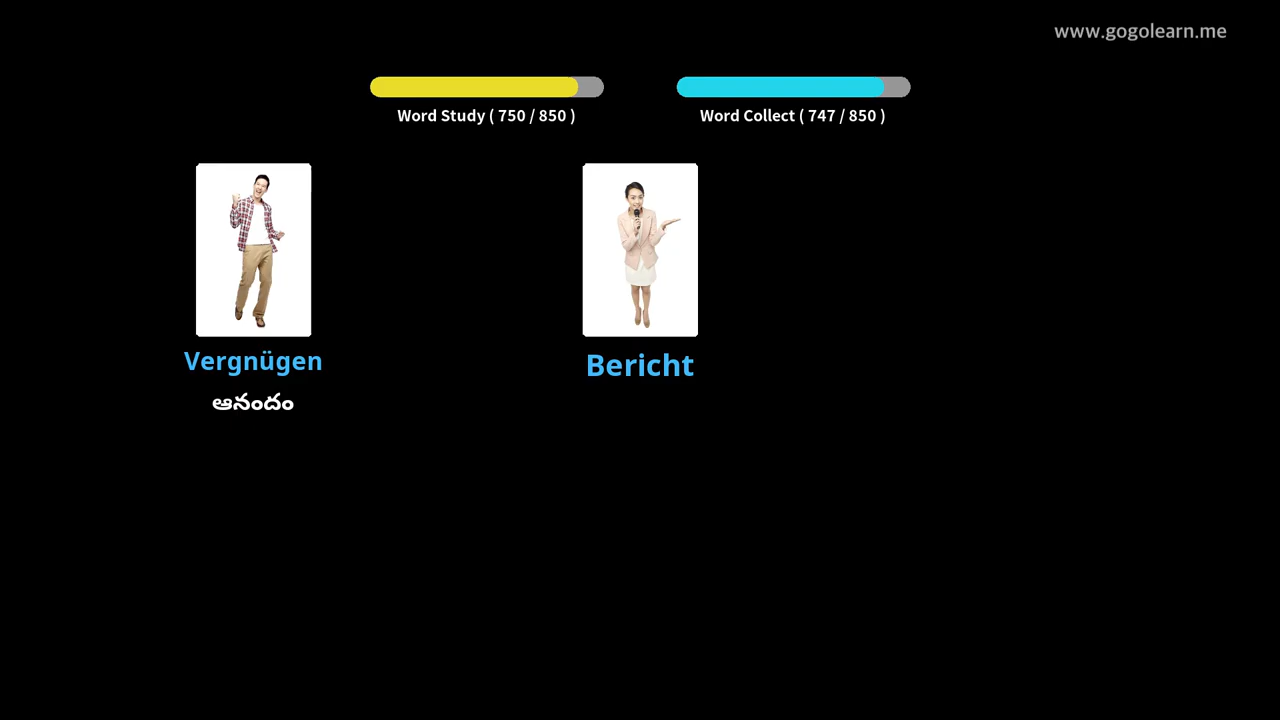 www.gogolearn.me
Word Study ( 750 / 850 )
Word Collect ( 747 / 850 )
Vergnügen
ఆనందం
Bericht